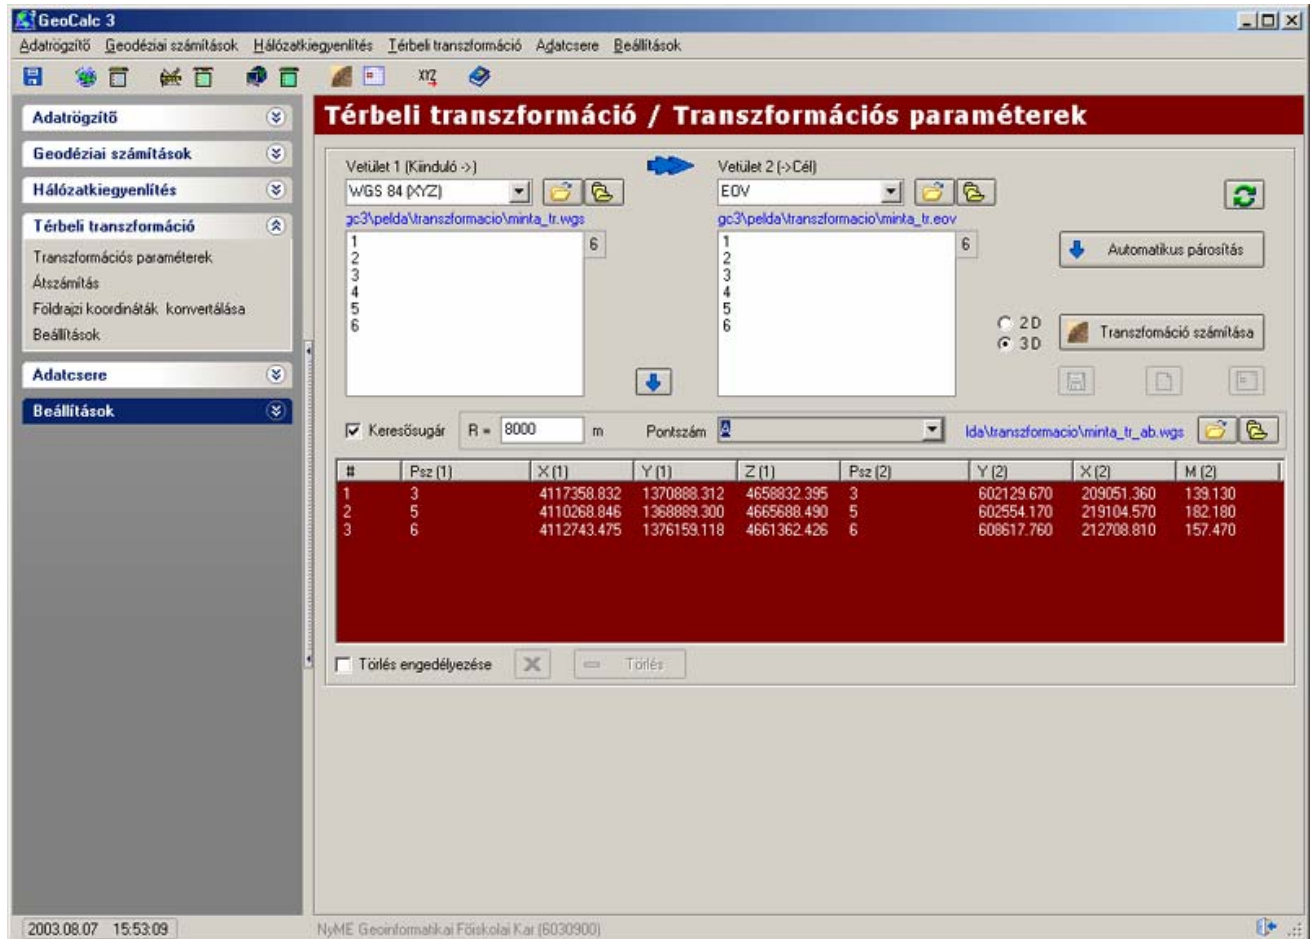 GeoCalc 3
Adatrögzítő Geodéziai számítások Hálózatkiegyenlítés Térbeli transzformáció Adatcsere Beállítások
XYZ
Adatrögzítő
Geodéziai számítások
Hálózatkiegyenlítés
Térbeli transzformáció
Transzformációs paraméterek
Átszámítás
Földrajzi koordináták konvertálása
Beállítások
Adatcsere
Beállítások
Térbeli transzformáció / Transzformációs paraméterek
Vetület 1 (Kiinduló ->) Vetület 2 (->Cél)
WGS 84 (XYZ) EOV
gc3\pelda\transzformacio\minta_tr.wgs gc3\pelda\transzformacio\minta_tr.eov
1 6 1 6
2 2
3 3
4 4
5 5
6 6
Automatikus párosítás
2D
3D
Transzfomáció számítása
Keresősugár R = 8000 m Pontszám A lda\transzformacio\minta_tr_ab.wgs
# Psz (1) X (1) Y (1) Z (1) Psz (2) Y (2) X (2) M (2)
1 3 4117358.832 1370888.312 4658832.395 3 602129.670 209051.360 139.130
2 5 4110268.846 1368889.300 4665688.490 5 602554.170 219104.570 182.180
3 6 4112743.475 1376159.118 4661362.426 6 608617.760 212708.810 157.470
Törlés engedélyezése Törlés
2003.08.07 15:53:09 NyME Geoinformatikai Főiskolai Kar (6030900)